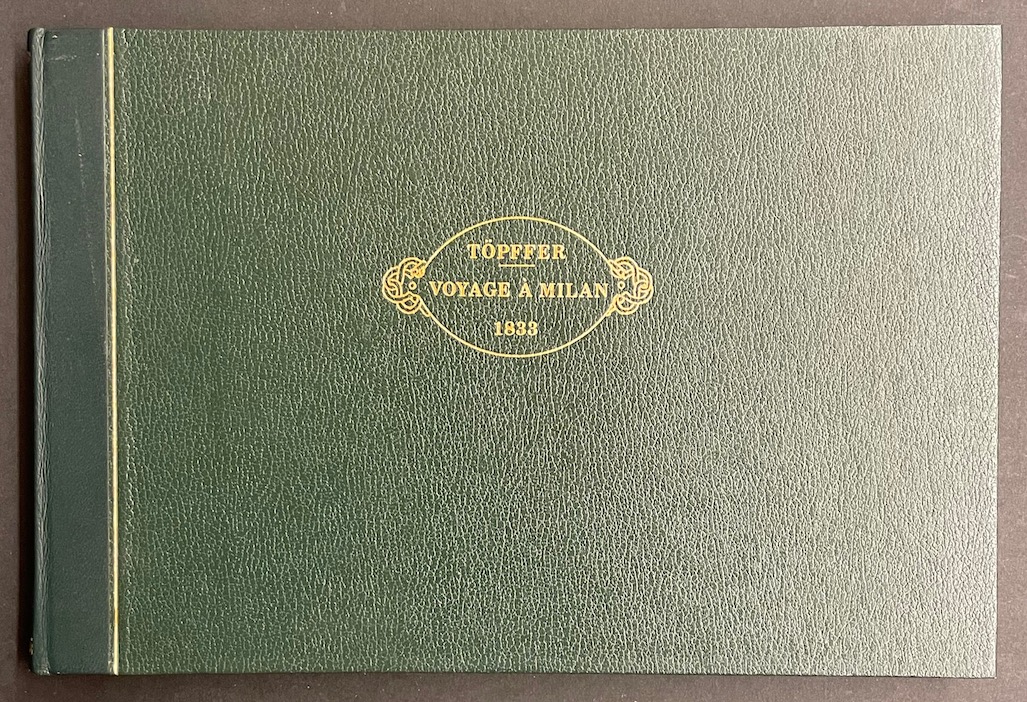 TÖPFFER
VOYAGE À MILAN
1833